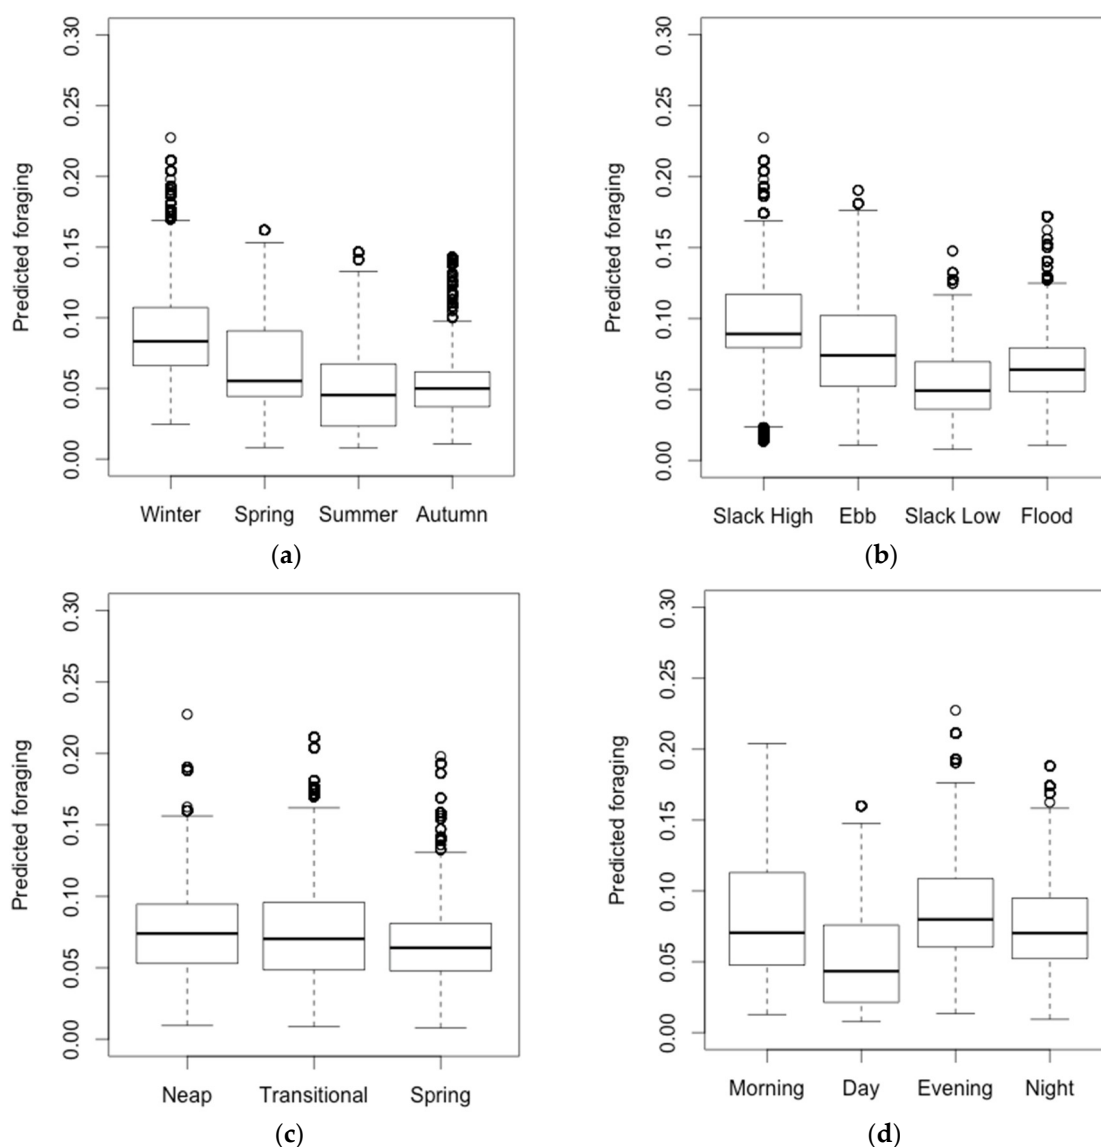 Predicted foraging
0.00 0.05 0.10 0.15 0.20 0.25 0.30
Winter Spring Summer Autumn
(a)
Predicted foraging
0.00 0.05 0.10 0.15 0.20 0.25 0.30
Slack High Ebb Slack Low Flood
(b)
Predicted foraging
0.00 0.05 0.10 0.15 0.20 0.25 0.30
Neap Transitional Spring
(c)
Predicted foraging
0.00 0.05 0.10 0.15 0.20 0.25 0.30
Morning Day Evening Night
(d)